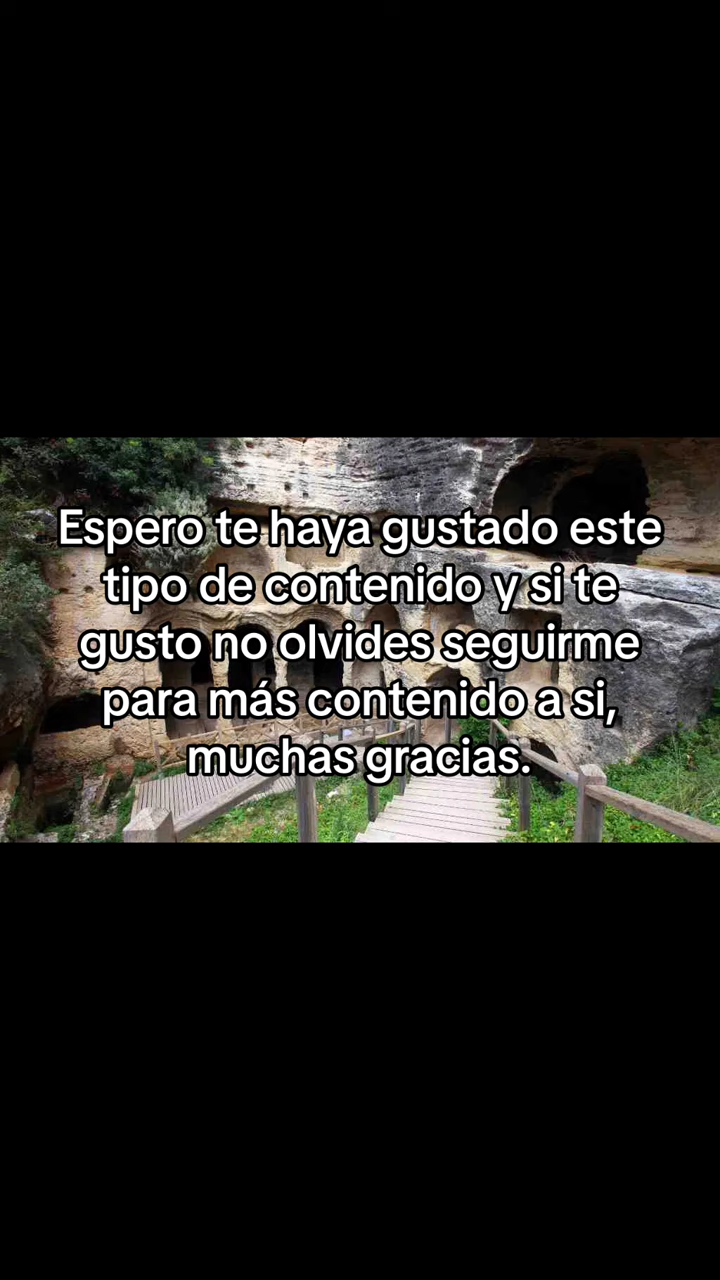 Espero te haya gustado este
tipo de contenido y si te
gusto no olvides seguirme
para más contenido a si,
muchas gracias.